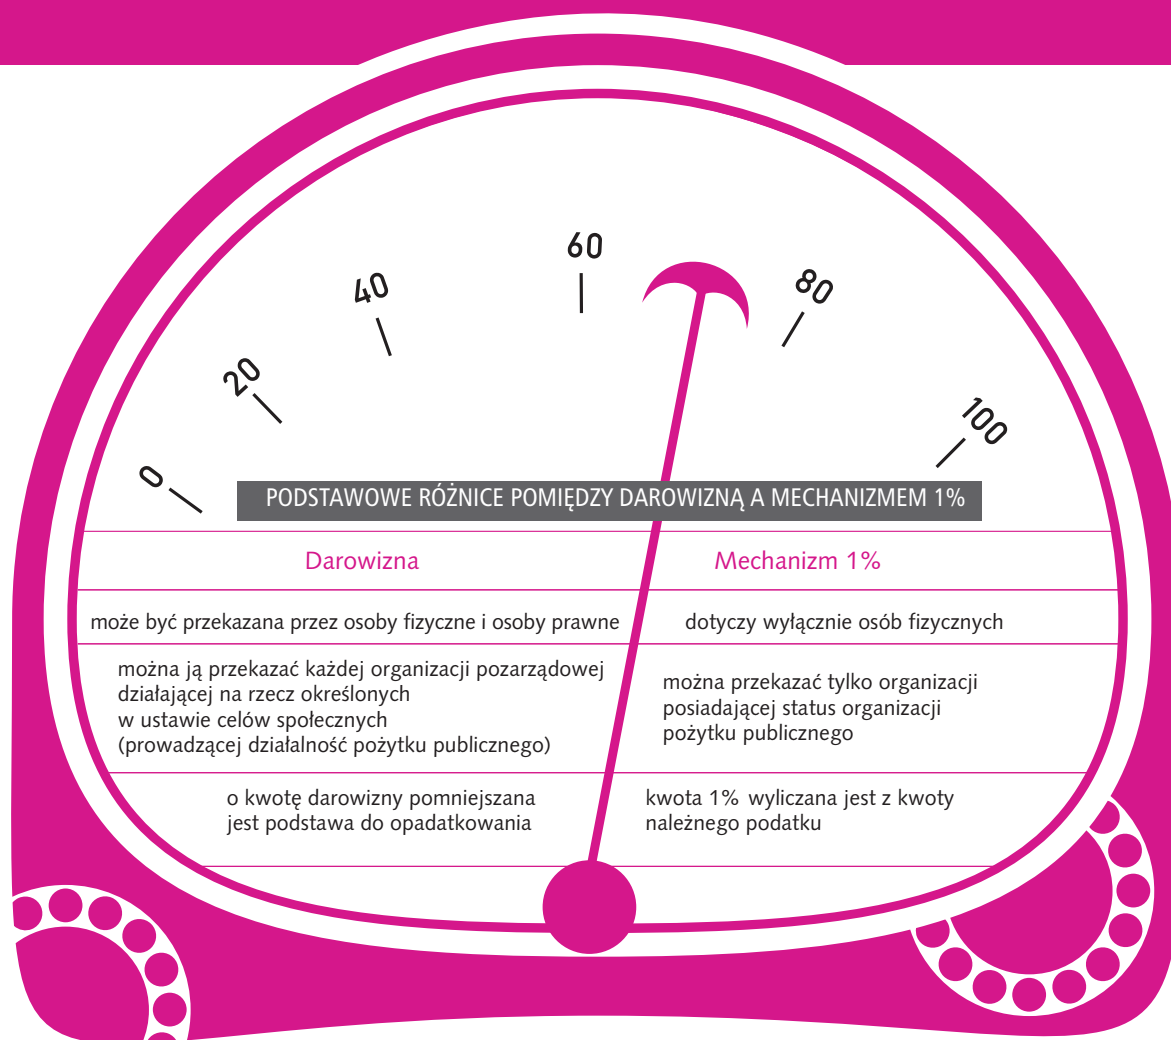 0
20
40
60
80
100
PODSTAWOWE RÓŻNICE POMIĘDZY DAROWIZNĄ A MECHANIZMEM 1%
Darowizna
Mechanizm 1%
może być przekazana przez osoby fizyczne i osoby prawne
dotyczy wyłącznie osób fizycznych
można ją przekazać każdej organizacji pozarządowej
działającej na rzecz określonych
w ustawie celów społecznych
(prowadzącej działalność pożytku publicznego)
można przekazać tylko organizacji
posiadającej status organizacji
pożytku publicznego
o kwotę darowizny pomniejszana
jest podstawa do opadatkowania
kwota 1% wyliczana jest z kwoty
należnego podatku